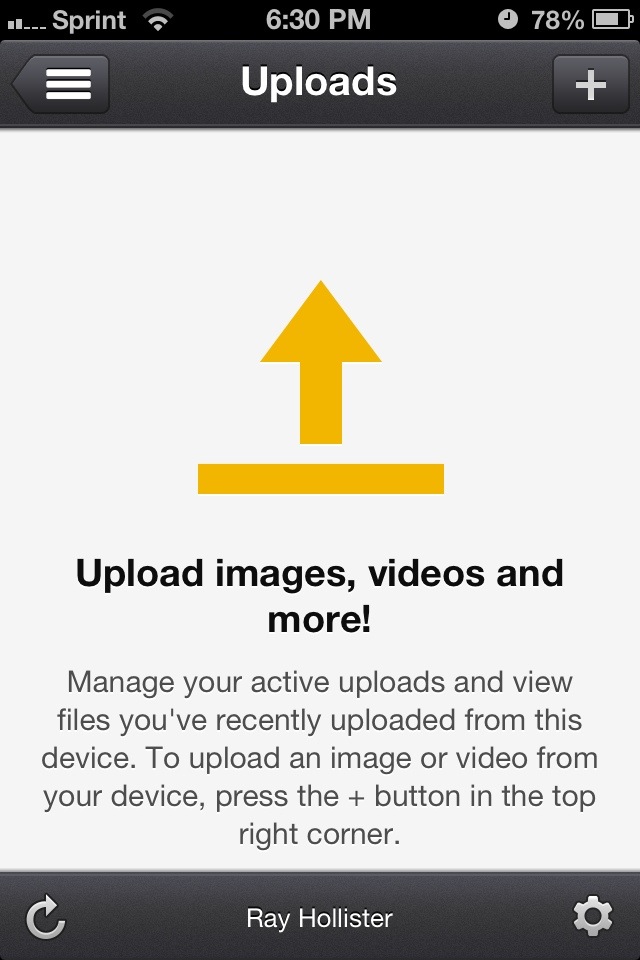 Sprint 6:30 PM 78%
Uploads +
Upload images, videos and
more!
Manage your active uploads and view
files you've recently uploaded from this
device. To upload an image or video from
your device, press the + button in the top
right corner.
Ray Hollister